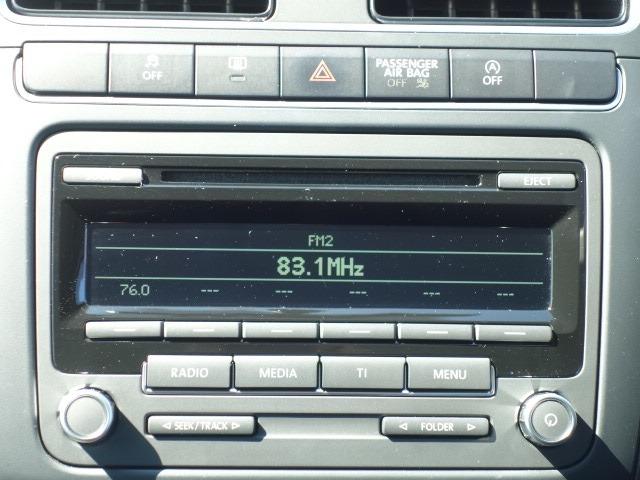 OFF
PASSENGER
AIR BAG
OFF
A
OFF
EJECT
FM2
83.1MHz
76.0 --- --- --- --- ---
RADIO MEDIA TI MENU
SEEK/TRACK FOLDER